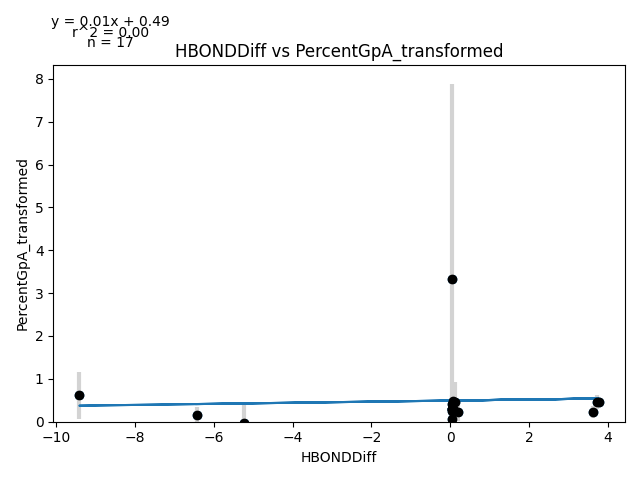 y = 0.01x + 0.49
r^2 = 0.00
n = 17
HBONDDiff vs PercentGpA_transformed
8
7
6
5
4
3
2
1
0
PercentGpA_transformed
−10
−8
−6
−4
−2
0
2
4
HBONDDiff